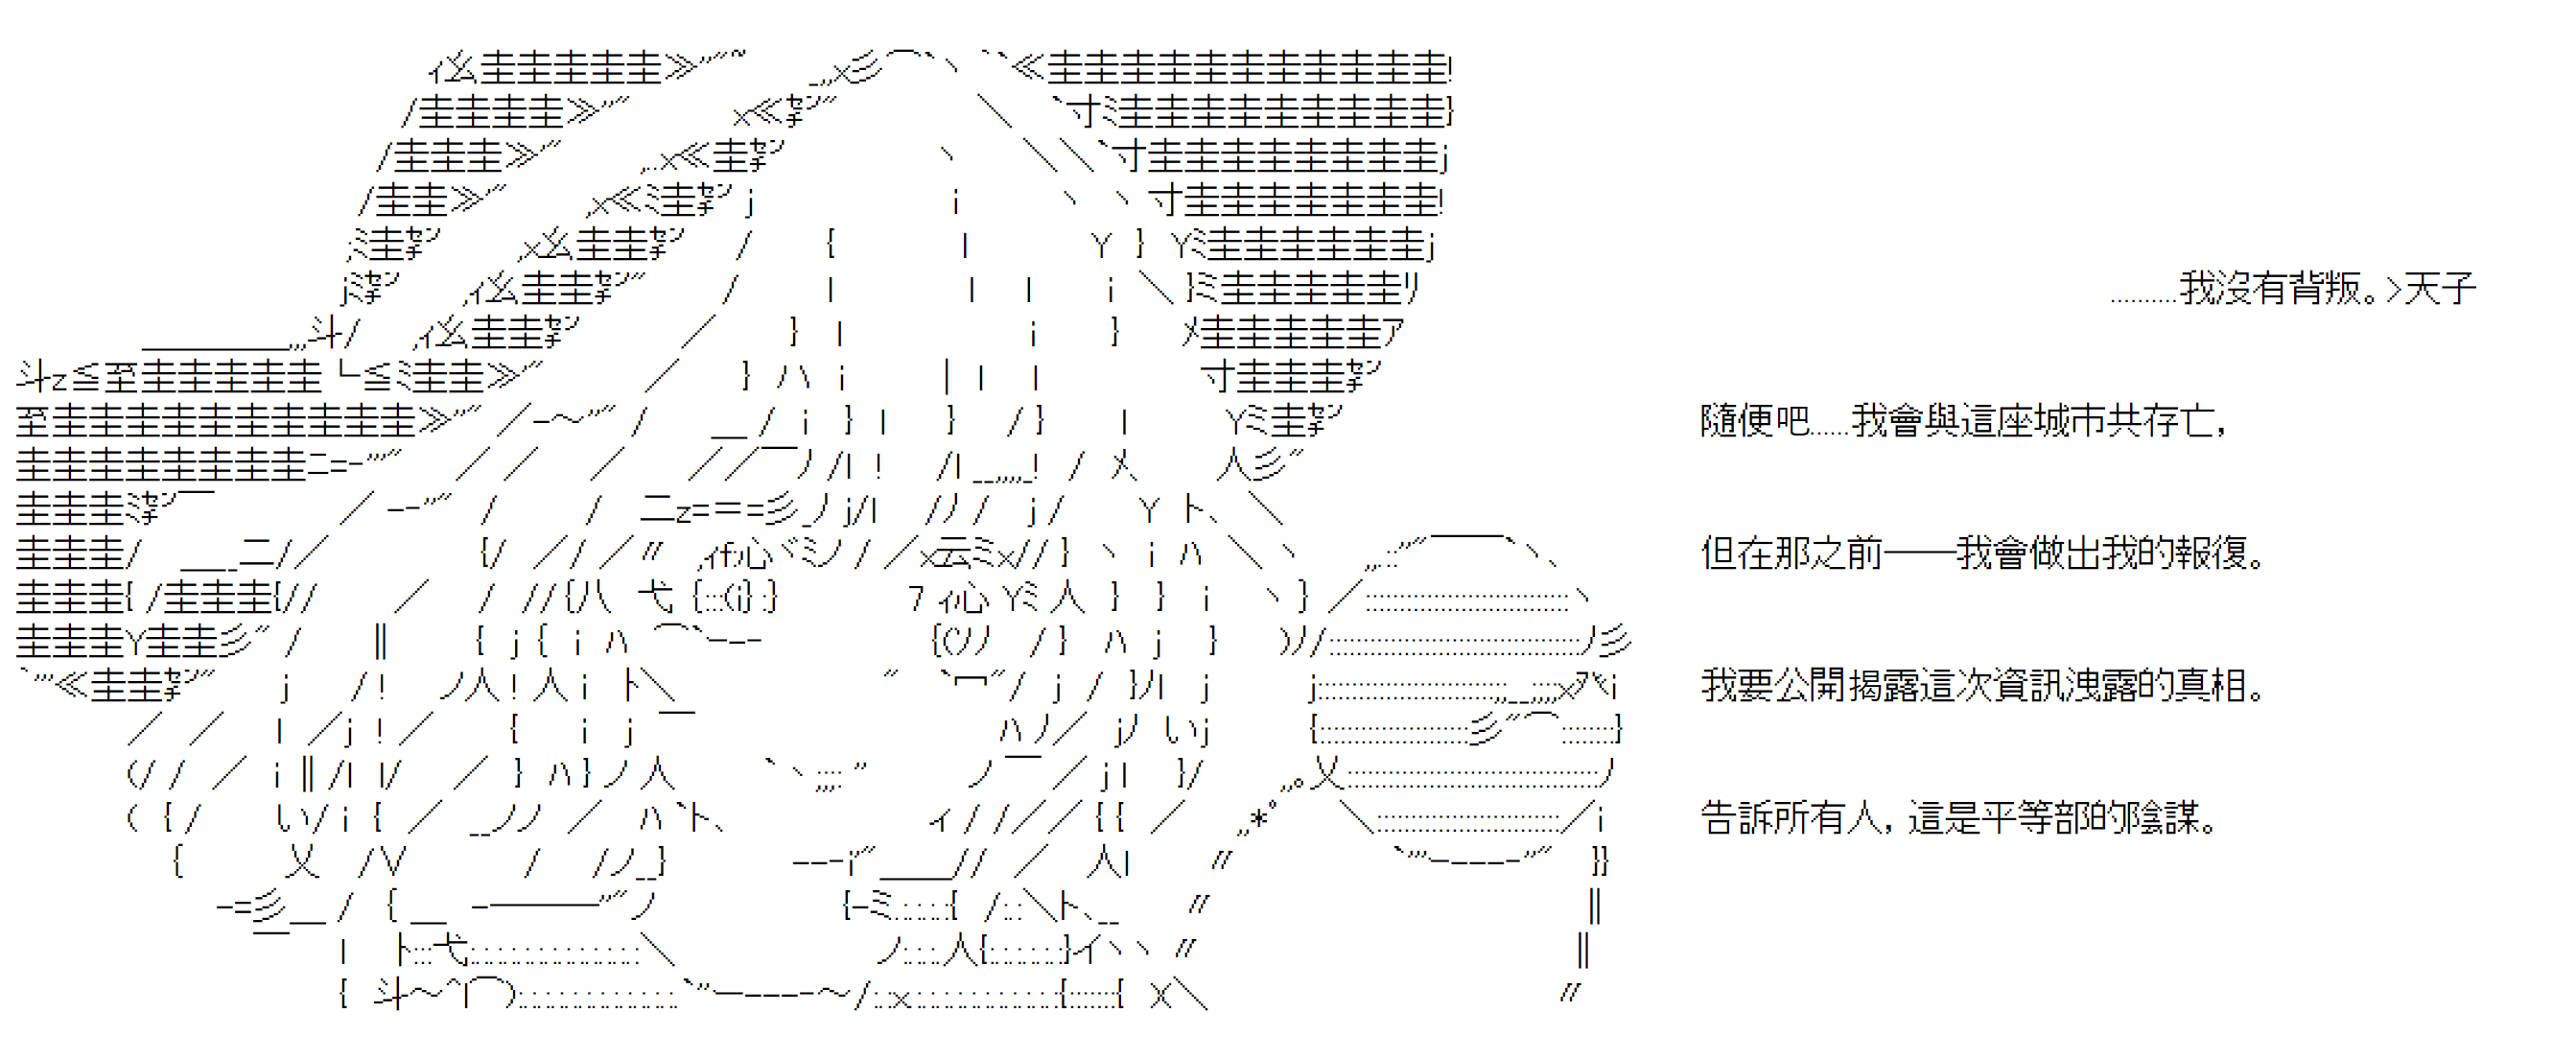 ..........我沒有背叛。>天子
隨便吧......我會與這座城市共存亡,
但在那之前——我會做出我的報復。
我要公開揭露這次資訊洩露的真相。
告訴所有人,這是平等部的陰謀。